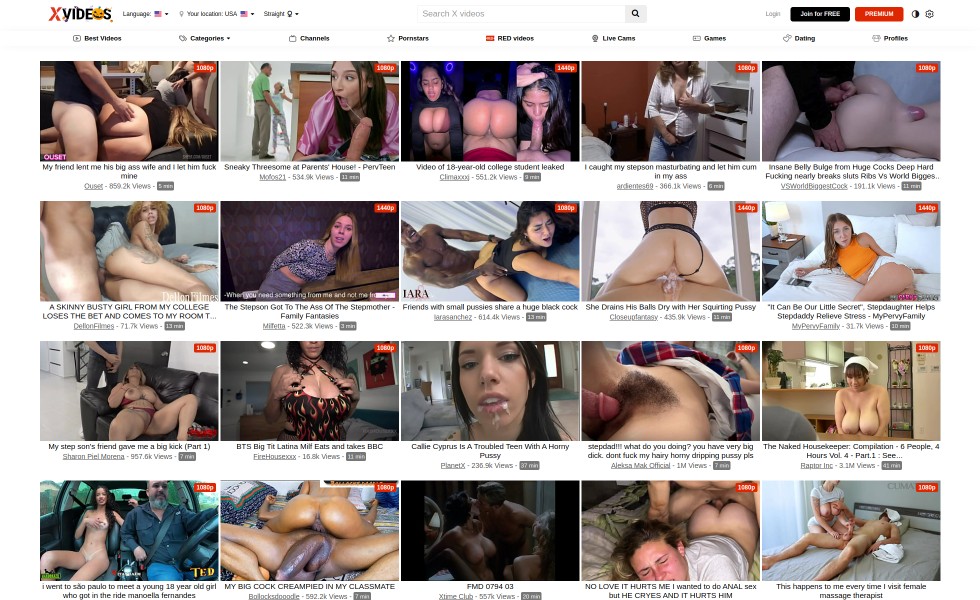 XVIDEOS
Language:
Your location: USA
Straight
Search X videos
Login
Join for FREE
PREMIUM
Best Videos
Categories
Channels
Pornstars
RED videos
Live Cams
Games
Dating
Profiles
1080p
1080p
1440p
1080p
1080p
OUSET
My friend lent me his big ass wife and I let him fuck
mine
Ouset - 859.2k Views - 5 min
Sneaky Threesome at Parents' House! - PervTeen
Mofos21 - 534.9k Views - 11 min
Video of 18-year-old college student leaked
Climaxxxi - 551.2k Views - 9 min
I caught my stepson masturbating and let him cum
in my ass
ardientes69 - 366.1k Views - 6 min
Insane Belly Bulge from Huge Cocks Deep Hard
Fucking nearly breaks sluts Ribs Vs World Bigges..
VSWorldBiggestCock - 191.1k Views - 11 min
1080p
1440p
1080p
1440p
1440p
DellonFilmes
-When you need something from me and not me from
IARA
A SKINNY BUSTY GIRL FROM MY COLLEGE
LOSES THE BET AND COMES TO MY ROOM T...
DellonFilmes - 71.7k Views - 13 min
The Stepson Got To The Ass Of The Stepmother -
Family Fantasies
Milfetta - 522.3k Views - 3 min
Friends with small pussies share a huge black cock
Iarasanchez - 614.4k Views - 13 min
She Drains His Balls Dry with Her Squirting Pussy
Closeupfantasy - 435.9k Views - 11 min
"It Can Be Our Little Secret", Stepdaughter Helps
Stepdaddy Relieve Stress - MyPervyFamily
MyPervyFamily - 31.7k Views - 10 min
1080p
1080p
1080p
1080p
My step son's friend gave me a big kick (Part 1)
Sharon Piel Morena - 957.6k Views - 7 min
BTS Big Tit Latina Milf Eats and takes BBC
FireHousexxx - 16.8k Views - 11 min
Callie Cyprus Is A Troubled Teen With A Horny
Pussy
PlanetX - 236.9k Views - 37 min
stepdad!!! what do you doing? you have very big
dick. dont fuck my hairy horny dripping pussy pls
Aleksa Mak Official - 1M Views - 7 min
The Naked Housekeeper: Compilation - 6 People, 4
Hours Vol. 4 - Part.1 : See...
Raptor Inc - 3.1M Views - 41 min
1080p
1080p
1080p
1080p
TED
i went to são paulo to meet a young 18 year old girl
who got in the ride manoella fernandes
MY BIG COCK CREAMPIED IN MY CLASSMATE
Bollocksdooodle - 592.2k Views - 7 min
FMD 0794 03
Xtime Club - 557k Views - 20 min
NO LOVE IT HURTS ME I wanted to do ANAL sex
but HE CRYES AND IT HURTS HIM
This happens to me every time I visit female
massage therapist